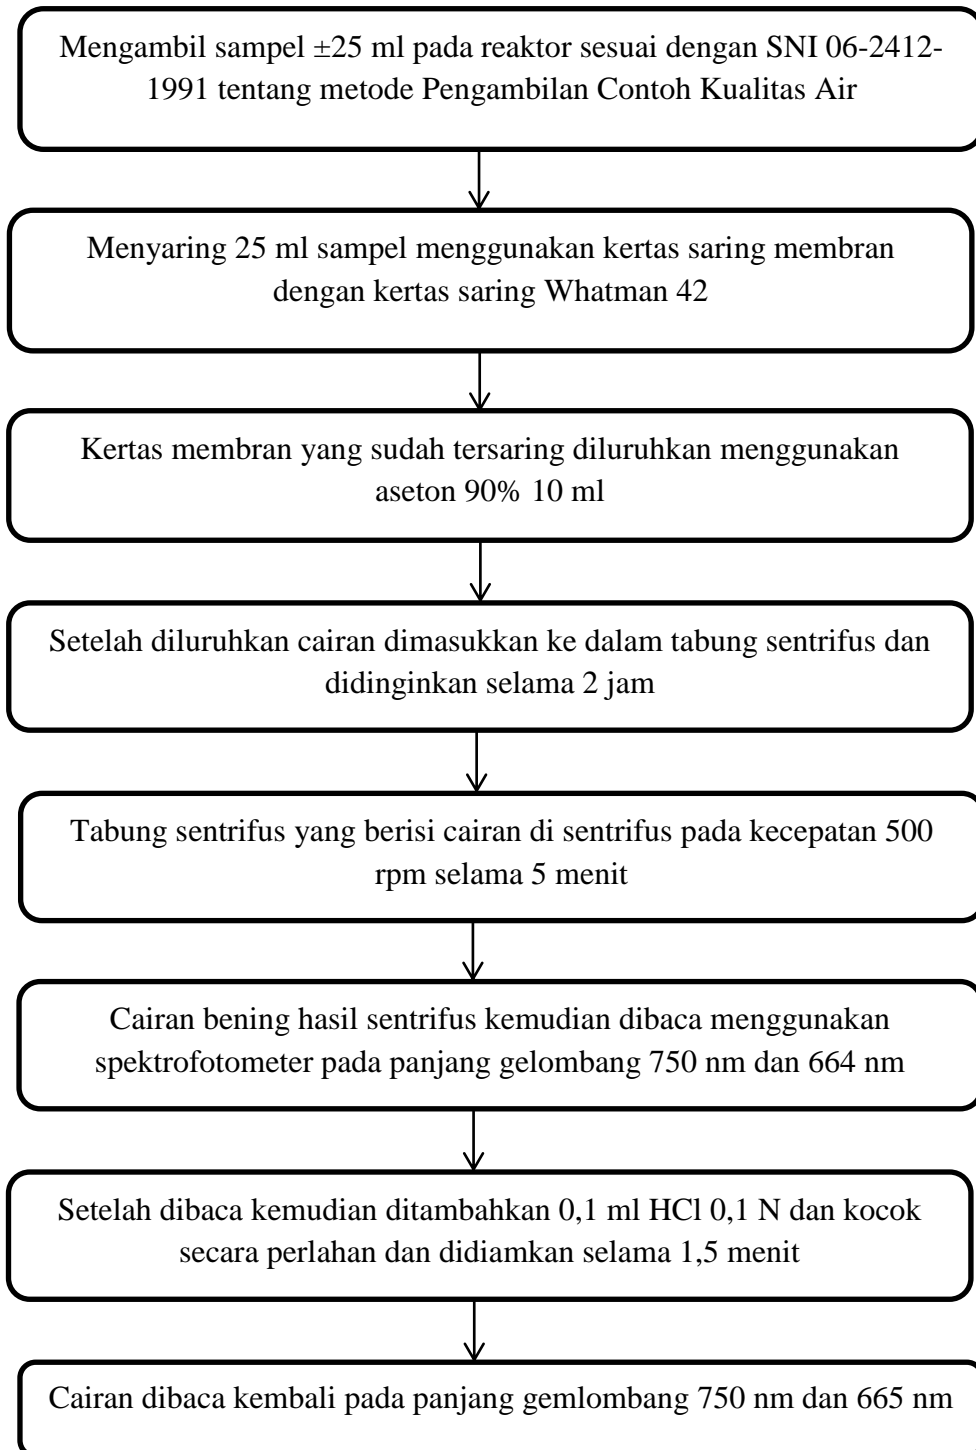 Mengambil sampel ±25 ml pada reaktor sesuai dengan SNI 06-2412-
1991 tentang metode Pengambilan Contoh Kualitas Air
Menyaring 25 ml sampel menggunakan kertas saring membran
dengan kertas saring Whatman 42
Kertas membran yang sudah tersaring diluruhkan menggunakan
aseton 90% 10 ml
Setelah diluruhkan cairan dimasukkan ke dalam tabung sentrifus dan
didinginkan selama 2 jam
Tabung sentrifus yang berisi cairan di sentrifus pada kecepatan 500
rpm selama 5 menit
Cairan bening hasil sentrifus kemudian dibaca menggunakan
spektrofotometer pada panjang gelombang 750 nm dan 664 nm
Setelah dibaca kemudian ditambahkan 0,1 ml HCl 0,1 N dan kocok
secara perlahan dan didiamkan selama 1,5 menit
Cairan dibaca kembali pada panjang gemlombang 750 nm dan 665 nm